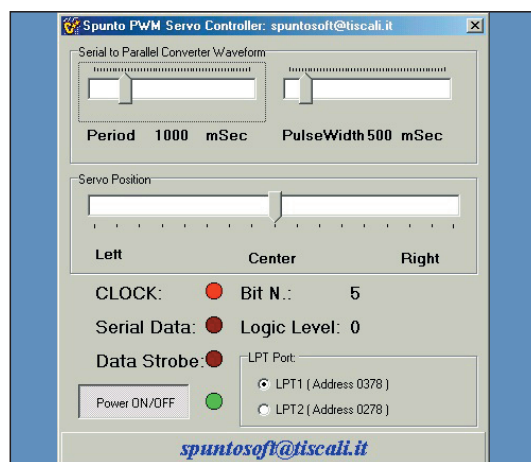 Spunto PWM Servo Controller: spuntosoft@tiscali.it
Serial to Parallel Converter Waveform
Period 1000 mSec PulseWidth 500 mSec
Servo Position
Left Center Right
CLOCK: Bit N.: 5
Serial Data: Logic Level: 0
Data Strobe:
LPT Port:
LPT1 ( Address 0378 )
Power ON/OFF
LPT2 ( Address 0278 )
spuntosoft@tiscali.it